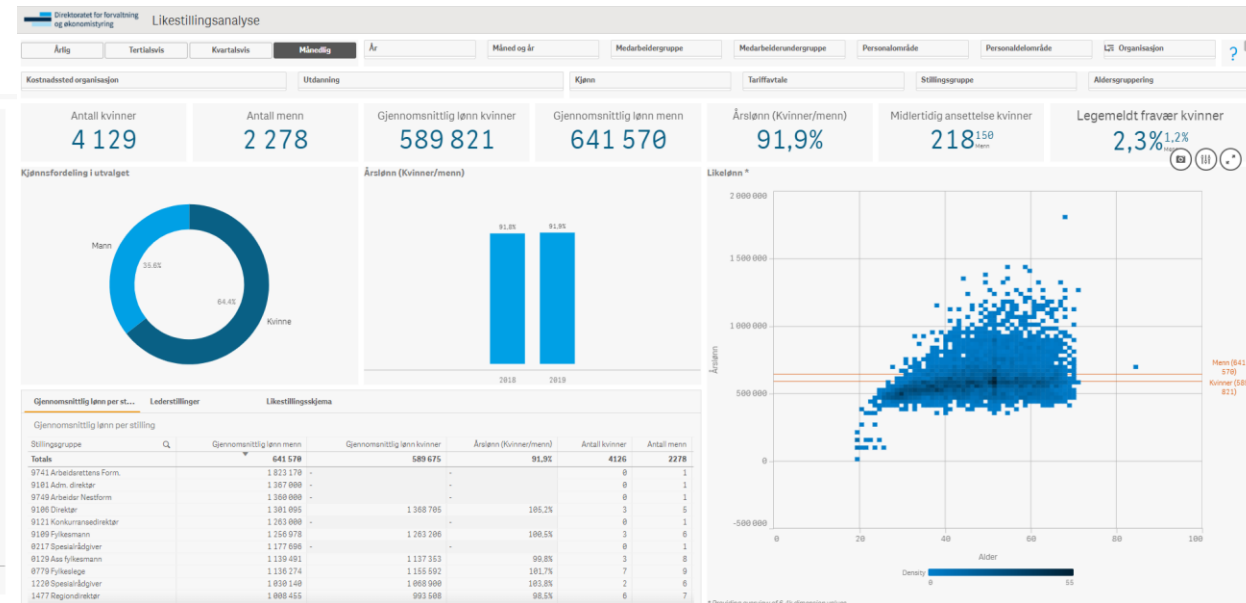 Direktoratet for forvaltning
og økonomistyring
Likestillingsanalyse
Årlig Tertialsvis Kvartalsvis Månedlig År Måned og år Medarbeidergruppe Medarbeiderundergruppe Personalområde Personaldelområde Organisasjon ?
Kostnadssted organisasjon Utdanning Kjønn Tariffavtale Stillingsgruppe Aldersgruppering
Antall kvinner
4 129
Antall menn
2 278
Gjennomsnittlig lønn kvinner
589 821
Gjennomsnittlig lønn menn
641 570
Årslønn (Kvinner/menn)
91,9%
Midlertidig ansettelse kvinner
218 150
Menn
Legemeldt fravær kvinner
2,3% 1,2%
Kjønnsfordeling i utvalget
Mann
35.6%
64.4%
Kvinne
Årslønn (Kvinner/menn)
91,8% 91,9%
2018 2019
Likelønn *
2 000 000
1 500 000
1 000 000
500 000
0
-500 000
Årslønn
0 20 40 60 80 100
Alder
Menn (641
570)
Kvinner (589
821)
Density
0 55
Gjennomsnittlig lønn per st... Lederstillinger Likestillingsskjema
Gjennomsnittlig lønn per stilling
Stillingsgruppe Gjennomsnittlig lønn menn Gjennomsnittlig lønn kvinner Årslønn (Kvinner/menn) Antall kvinner Antall menn
Totals 641 570 589 675 91,9% 4126 2278
9741 Arbeidsrettens Form. 1 823 170 - - 0 1
9101 Adm. direktør 1 367 000 - - 0 1
9749 Arbeidsr Nestform 1 360 000 - - 0 1
9106 Direktør 1 301 095 1 368 705 105,2% 3 5
9121 Konkurransedirektør 1 263 000 - - 0 1
9109 Fylkesmann 1 256 978 1 263 206 100,5% 3 6
0217 Spesialrådgiver 1 177 696 - - 0 1
0129 Ass fylkesmann 1 139 491 1 137 353 99,8% 3 8
0779 Fylkeslege 1 136 274 1 155 592 101,7% 7 9
1220 Spesialrådgiver 1 030 140 1 068 900 103,8% 2 6
1477 Regiondirektør 1 008 455 993 508 98,5% 6 7